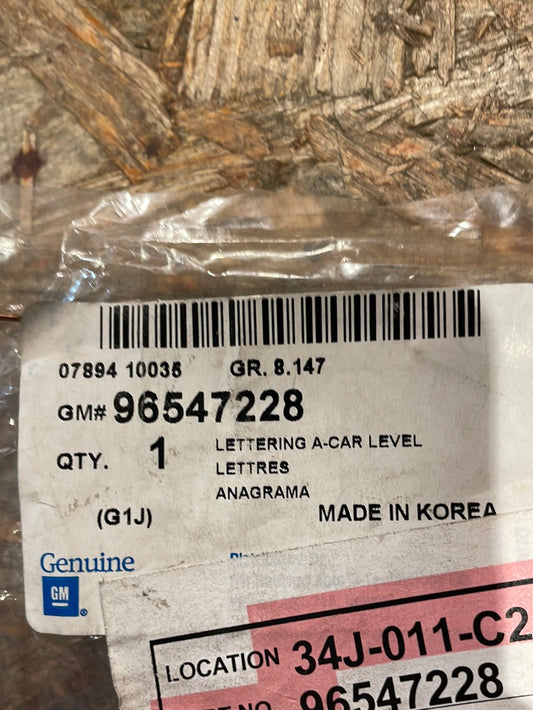 07894 10035 GR. 8.147
GM# 96547228
QTY. 1 LETTERING A-CAR LEVEL
LETTRES
ANAGRAMA
(G1J) MADE IN KOREA
Genuine
GM
®
LOCATION 34J-011-C2
NO. 96547228